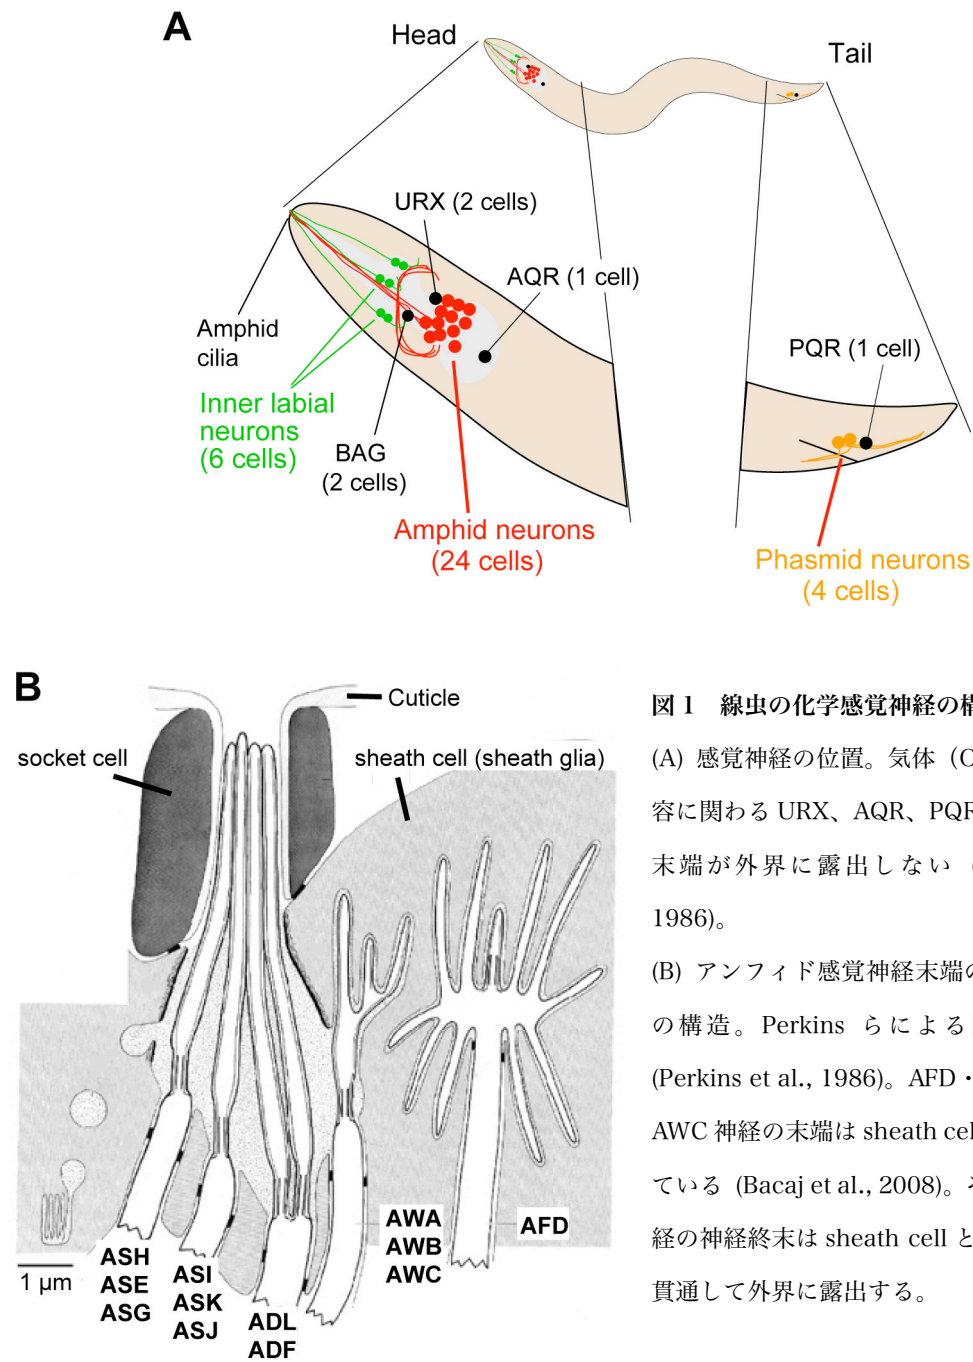 A
Head
Tail
URX (2 cells)
AQR (1 cell)
PQR (1 cell)
Amphid
cilia
Inner labial
neurons
(6 cells)
BAG
(2 cells)
Amphid neurons
(24 cells)
Phasmid neurons
(4 cells)
B
Cuticle
socket cell
sheath cell (sheath glia)
AWA
AWB
AWC
AFD
ASH
ASE
ASG
ASI
ASK
ASJ
ADL
ADF
1 μm
図 1 線虫の化学感覚神経の構
(A) 感覚神経の位置。気体（O
容に関わる URX、AQR、PQR
末端が外界に露出しない (
1986)。
(B) アンフィド感覚神経末端の
の構造。Perkins らによる
(Perkins et al., 1986)。AFD・
AWC 神経の末端は sheath cel
ている (Bacaj et al., 2008)。そ
経の神経終末は sheath cell と
貫通して外界に露出する。